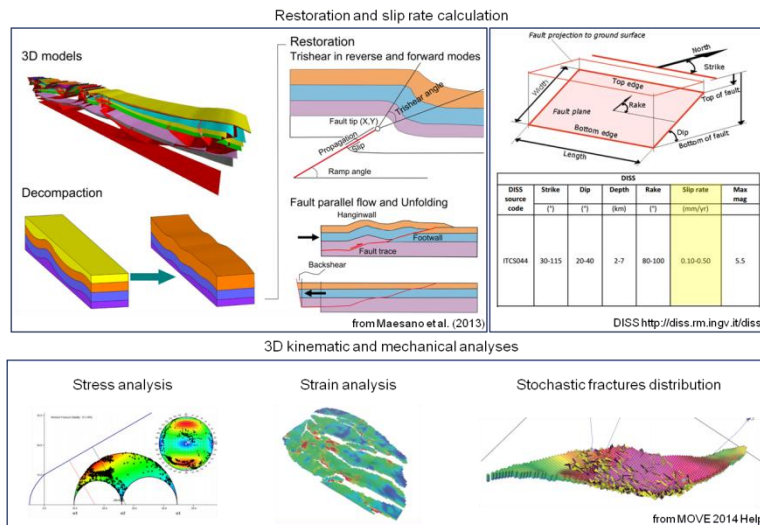 Restoration and slip rate calculation
3D models
Decompaction
Restoration
Trishear in reverse and forward modes
Trishear angle
Fault tip (X,Y)
Propagation
Slip
Ramp angle
Fault parallel flow and Unfolding
Hanginwall
Footwall
Fault trace
Backshear
from Maesano et al. (2013)
Fault projection to ground surface
North
Strike
Width
Top edge
Top of fault
Rake
Fault plane
Bottom edge
Dip
Bottom of fault
Length
DISS
DISS source code Strike Dip Depth Rake Slip rate Max mag
(°) (°) (km) (°) (mm/yr)
ITCS044 30-115 20-40 2-7 80-100 0.10-0.50 5.5
DISS http://diss.rm.ingv.it/diss
3D kinematic and mechanical analyses
Stress analysis
Strain analysis
Stochastic fractures distribution
from MOVE 2014 Help